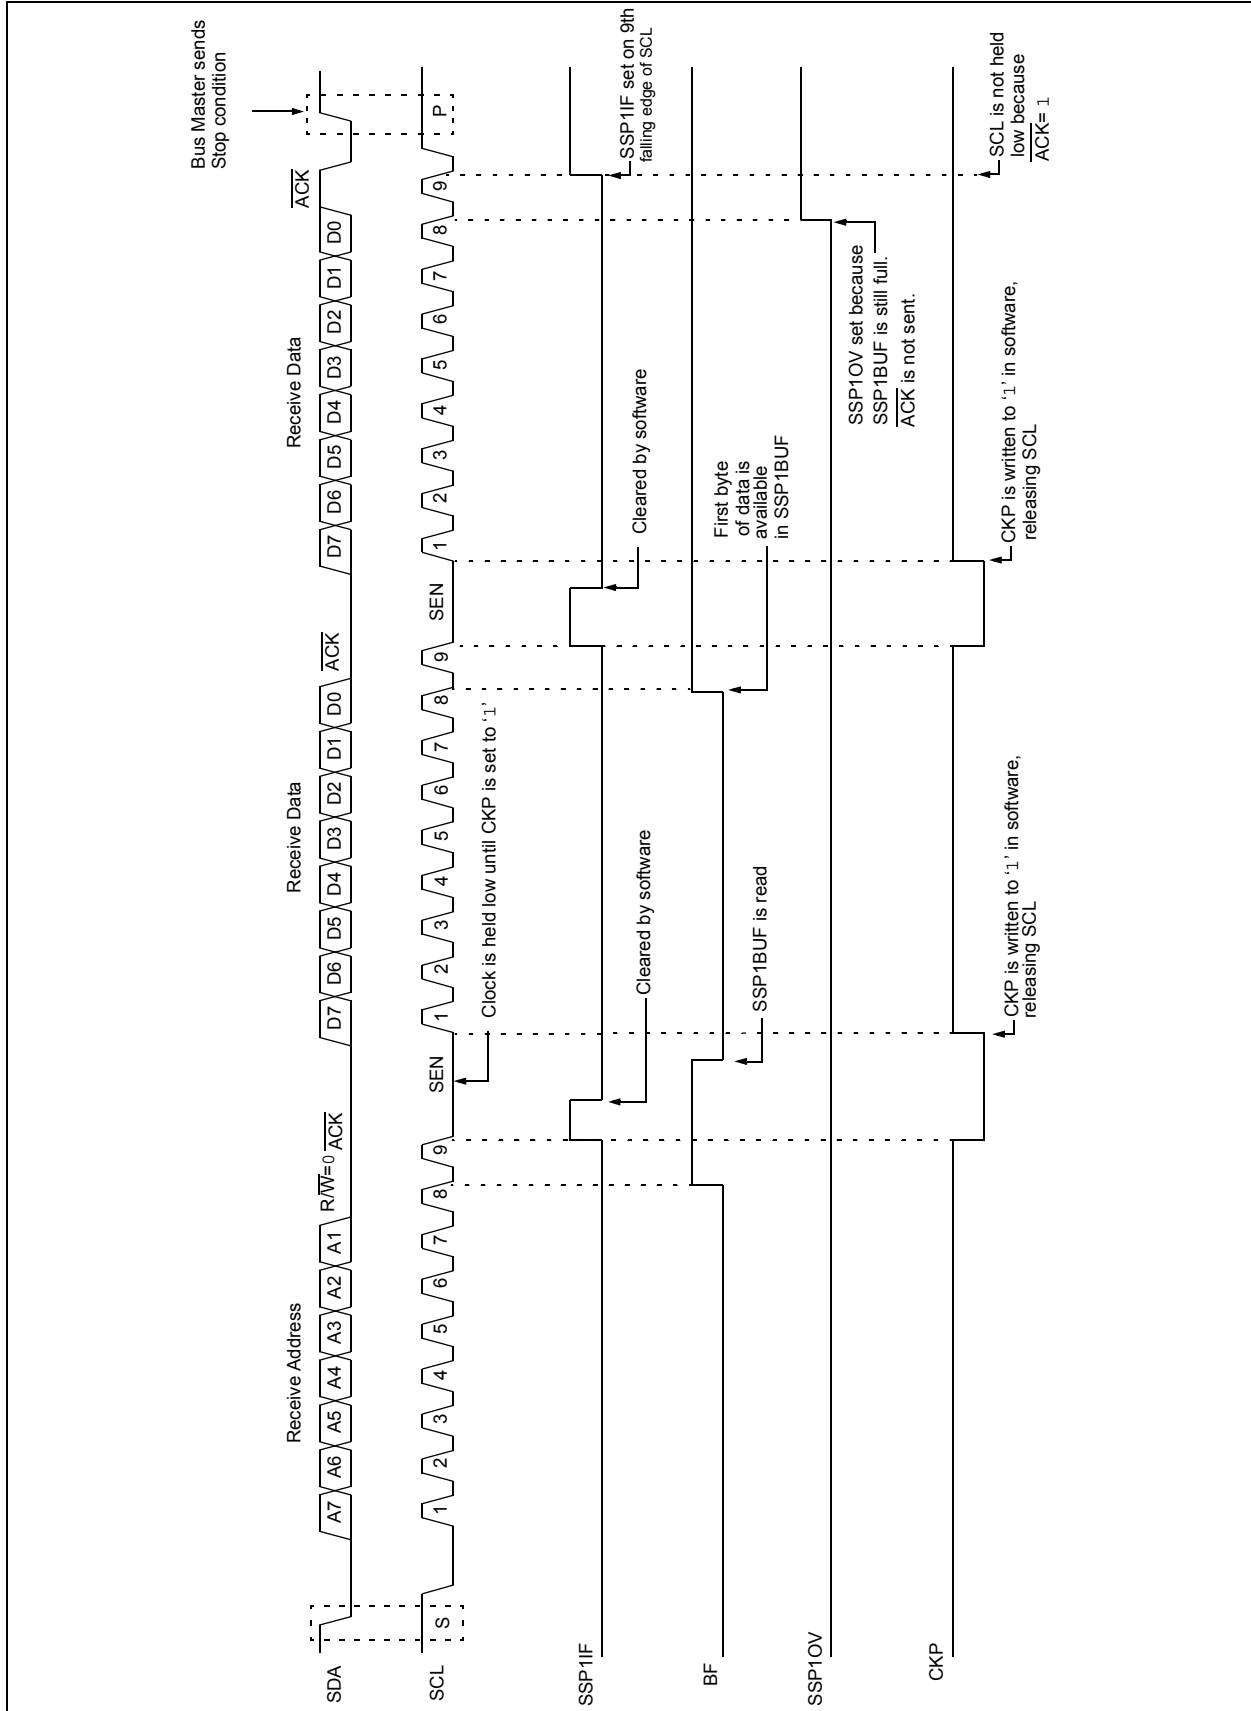 Bus Master sends
Stop condition
Receive Address
Receive Data
Receive Data
SDA
A7 A6 A5 A4 A3 A2 A1 R/W=0 ACK D7 D6 D5 D4 D3 D2 D1 D0 ACK D7 D6 D5 D4 D3 D2 D1 D0 ACK
SCL
S 1 2 3 4 5 6 7 8 9 SEN 1 2 3 4 5 6 7 8 9 SEN 1 2 3 4 5 6 7 8 9 P
Clock is held low until CKP is set to ‘1’
SSP1IF
Cleared by software
Cleared by software
SSP1IF set on 9th
falling edge of SCL
BF
SSP1BUF is read
First byte
of data is
available
in SSP1BUF
SSP1OV
SSP1OV set because
SSP1BUF is still full.
ACK is not sent.
CKP
CKP is written to ‘1’ in software,
releasing SCL
CKP is written to ‘1’ in software,
releasing SCL
SCL is not held
low because
ACK= 1